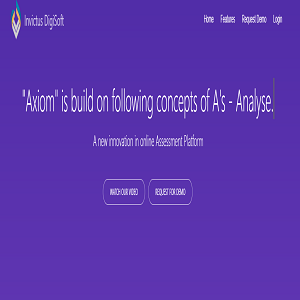 Invictus DigiSoft
Home Features Request Demo Login
"Axiom" is build on following concepts of A's - Analyse.
A new innovation in online Assessment Platform
WATCH OUR VIDEO REQUEST FOR DEMO